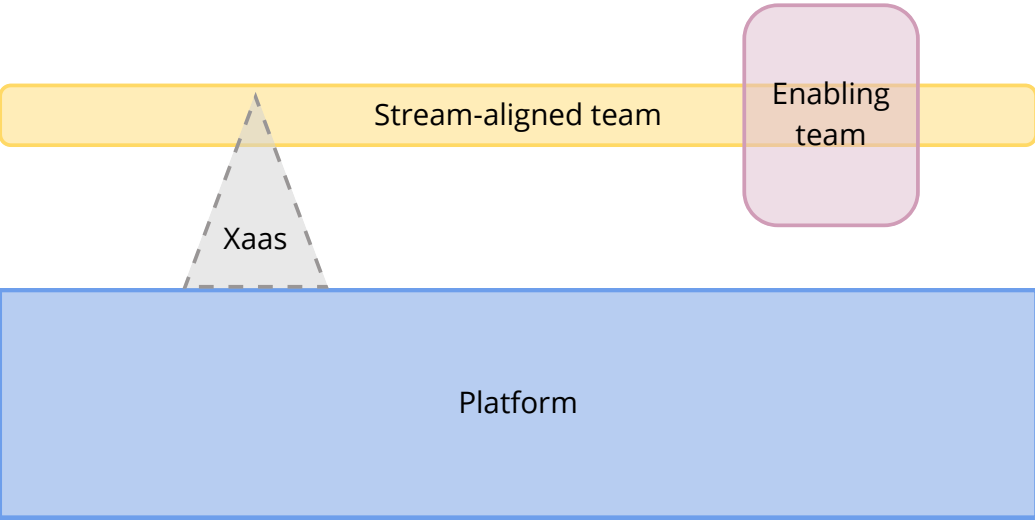 Stream-aligned team
Enabling
team
Xaas
Platform